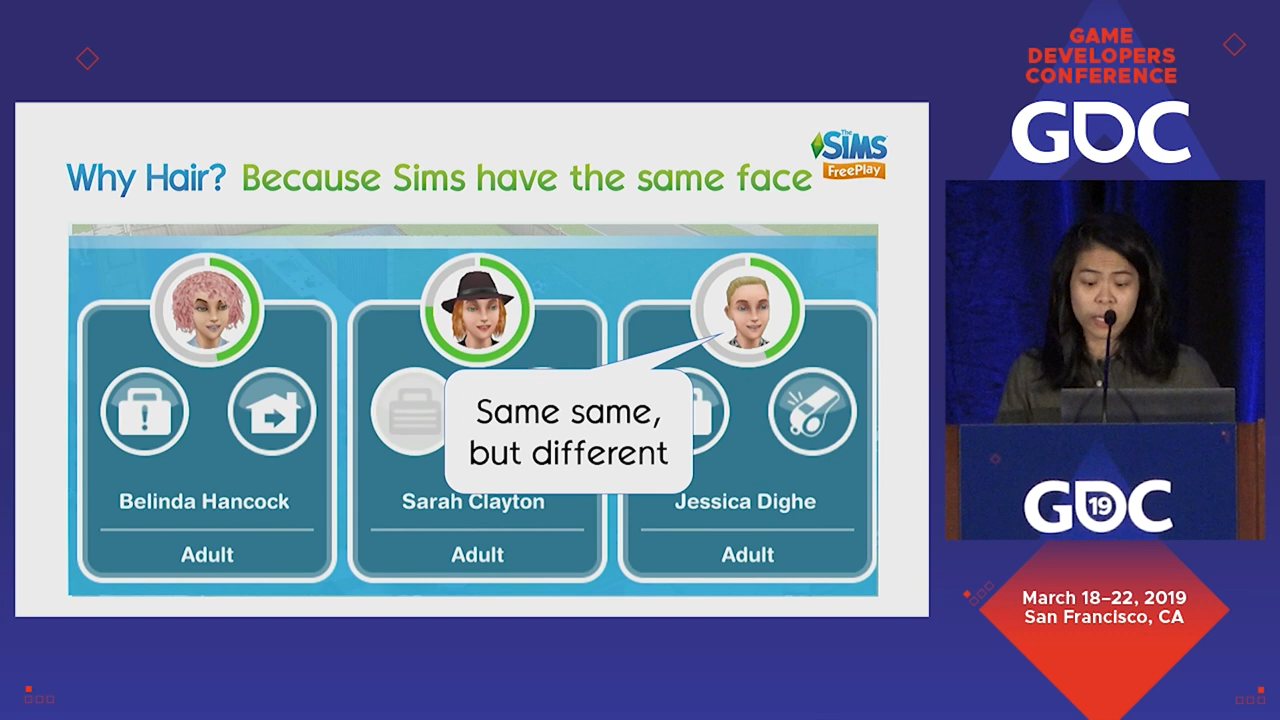 Why Hair? Because Sims have the same face
The SiMS
FreePlay
Same same,
but different
Belinda Hancock
Sarah Clayton
Jessica Dighe
Adult
Adult
Adult
GAME
DEVELOPERS
CONFERENCE
GDC
GDC
19
March 18–22, 2019
San Francisco, CA